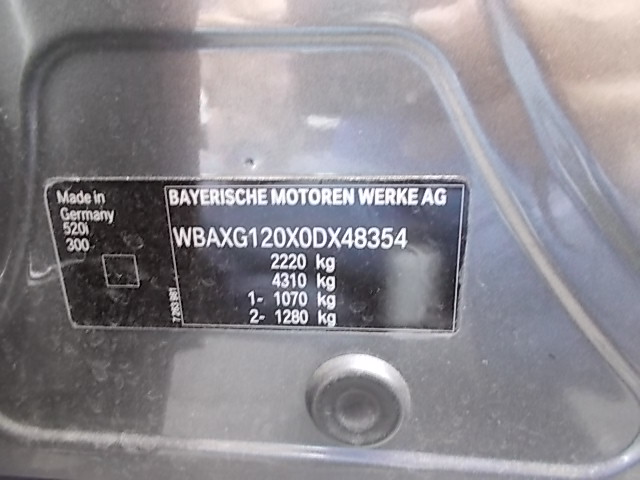 Made in
Germany
520i
300
BAYERISCHE MOTOREN WERKE AG
WBAXG120X0DX48354
2220 kg
4310 kg
1- 1070 kg
2- 1280 kg